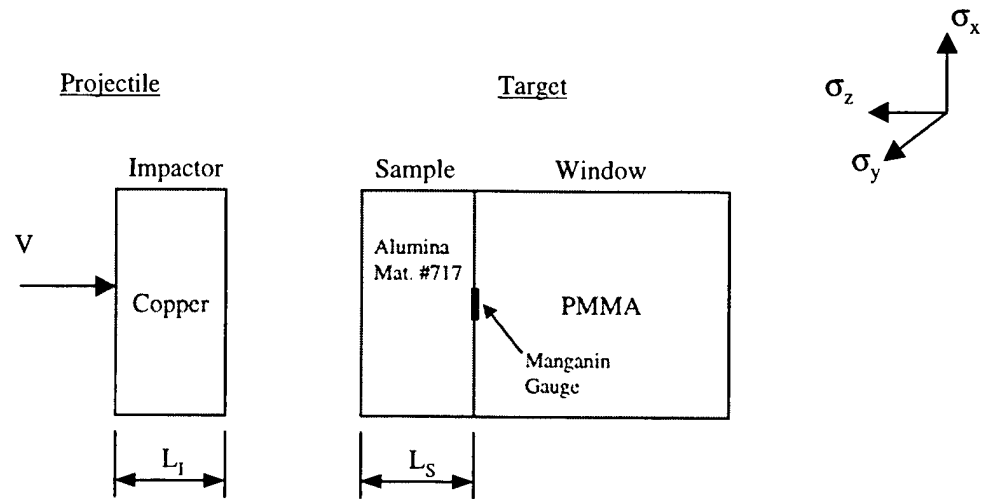 Projectile
Target
σx
σz
σy
Impactor
Sample
Window
V
Copper
Alumina
Mat. #717
PMMA
Manganin
Gauge
LI
LS